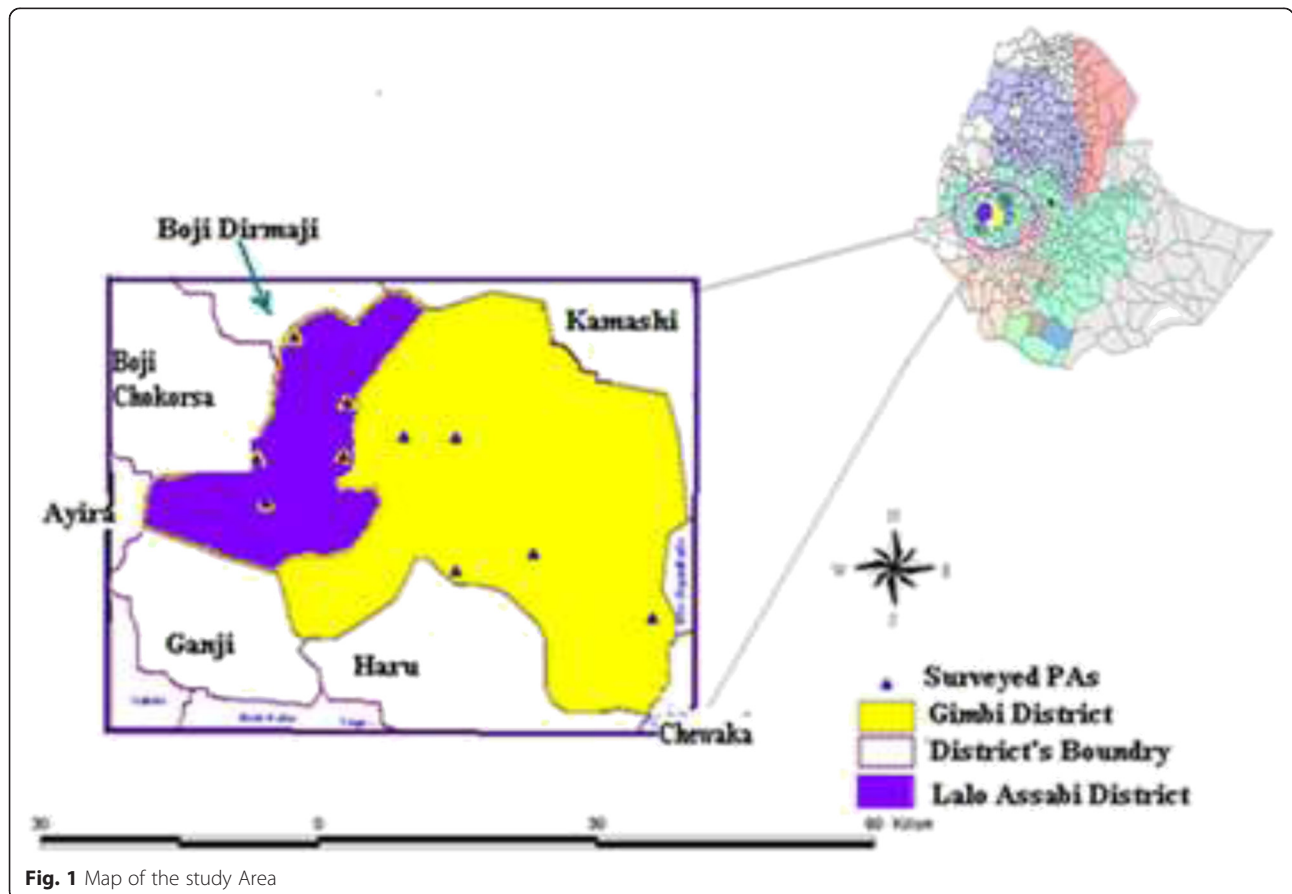 Boji Dirmaji
Kamashi
Boji
Chokorsa
Ayira
Ganji
Haru
Chewaka
W
Surveyed PAs
Gimbi District
District's Boundry
Lalo Assabi District
30
0
30
60
Fig. 1 Map of the study Area